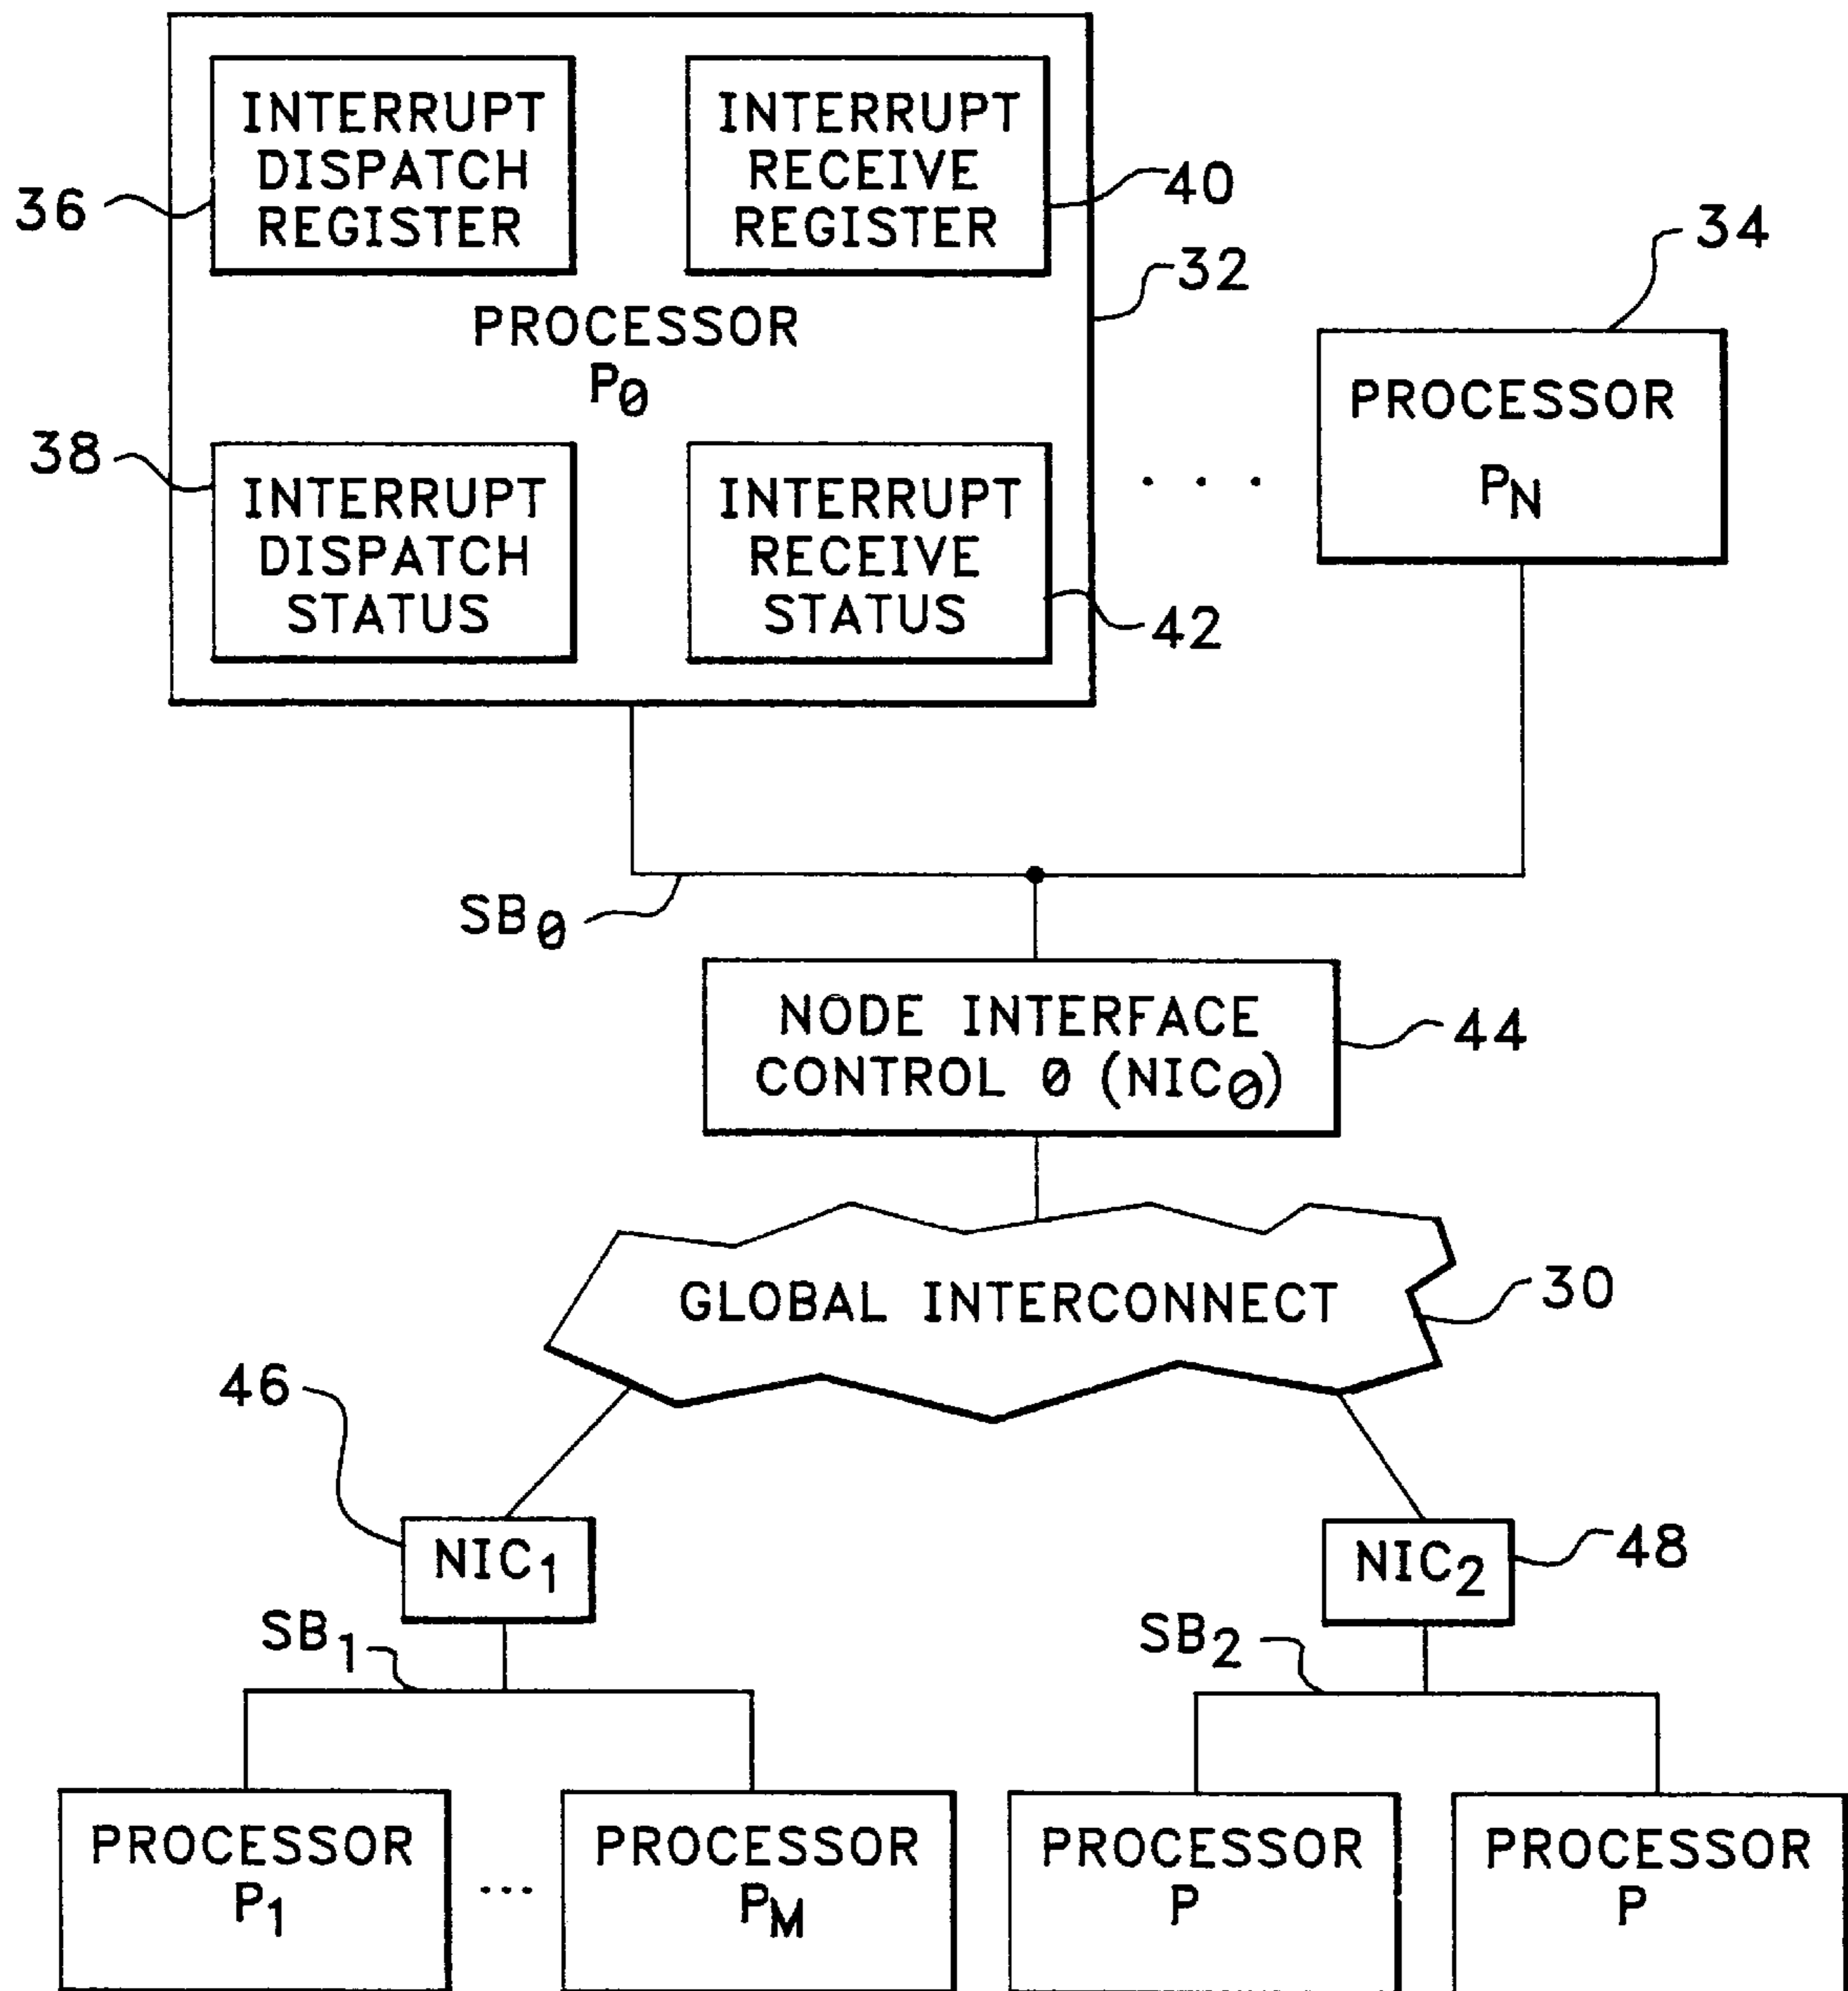 INTERRUPT
DISPATCH
REGISTER
INTERRUPT
RECEIVE
REGISTER
36
40
32
34
PROCESSOR
P0
PROCESSOR
PN
38
INTERRUPT
DISPATCH
STATUS
INTERRUPT
RECEIVE
STATUS
. . .
42
SB0
NODE INTERFACE
CONTROL 0 (NIC0)
44
GLOBAL INTERCONNECT
30
46
NIC1
NIC2
48
SB1
SB2
PROCESSOR
P1
...
PROCESSOR
PM
PROCESSOR
P
PROCESSOR
P